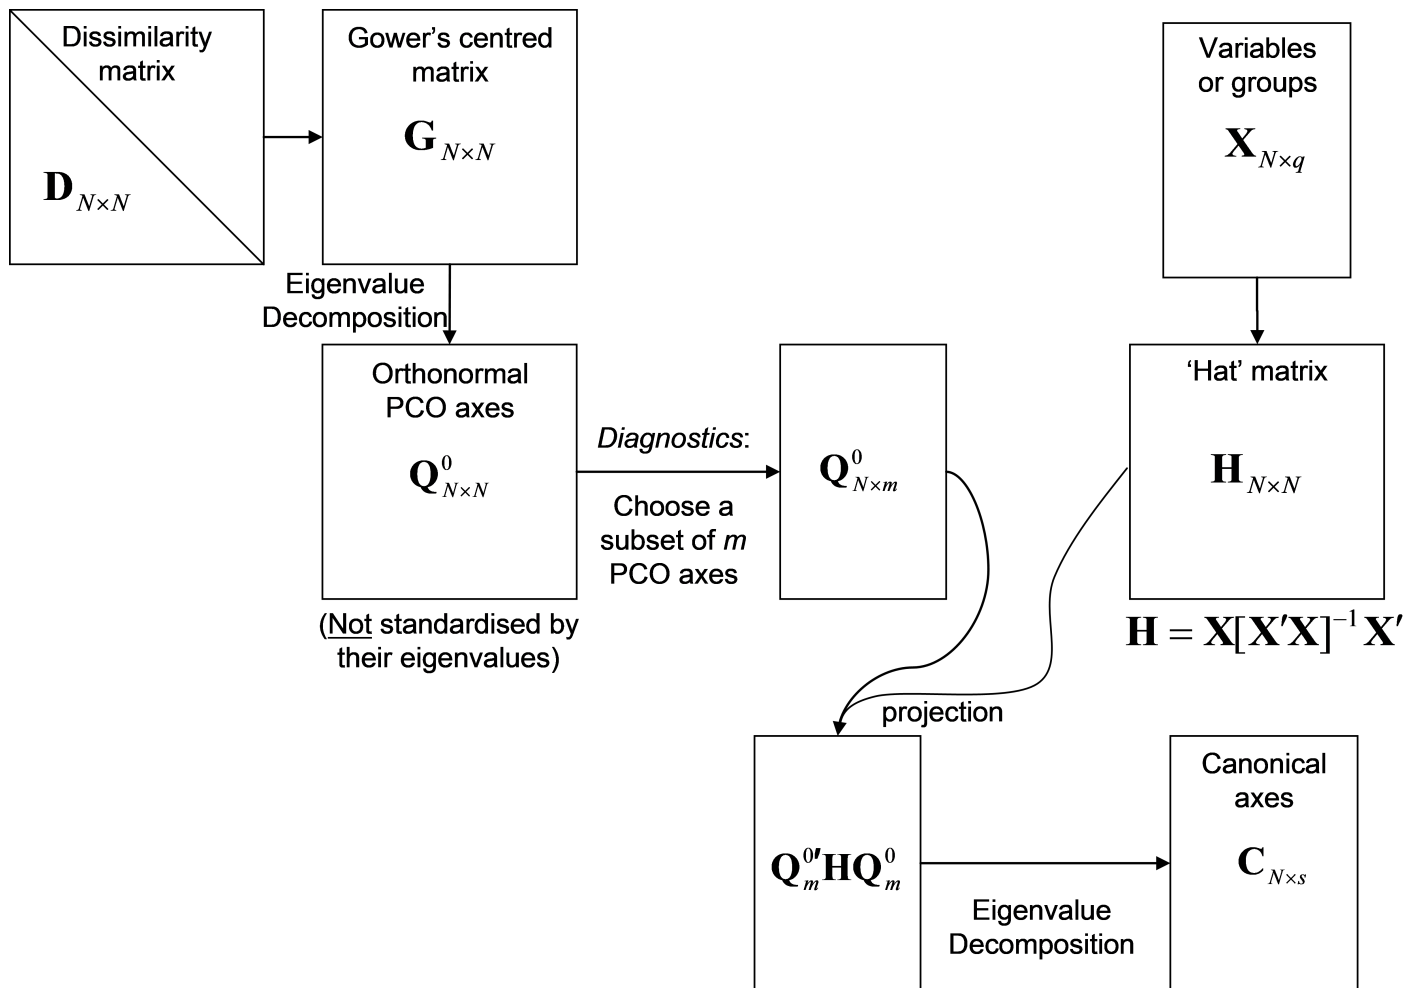 Dissimilarity
matrix
D N×N
Gower’s centred
matrix
G N×N
Variables
or groups
X N×q
Eigenvalue
Decomposition
Orthonormal
PCO axes
Q⁰ N×N
(Not standardised by
their eigenvalues)
Diagnostics:
Choose a
subset of m
PCO axes
Q⁰ N×m
‘Hat’ matrix
H N×N
H = X[X′X]⁻¹X′
projection
Q⁰′ₘHQ⁰ₘ
Eigenvalue
Decomposition
Canonical
axes
C N×s